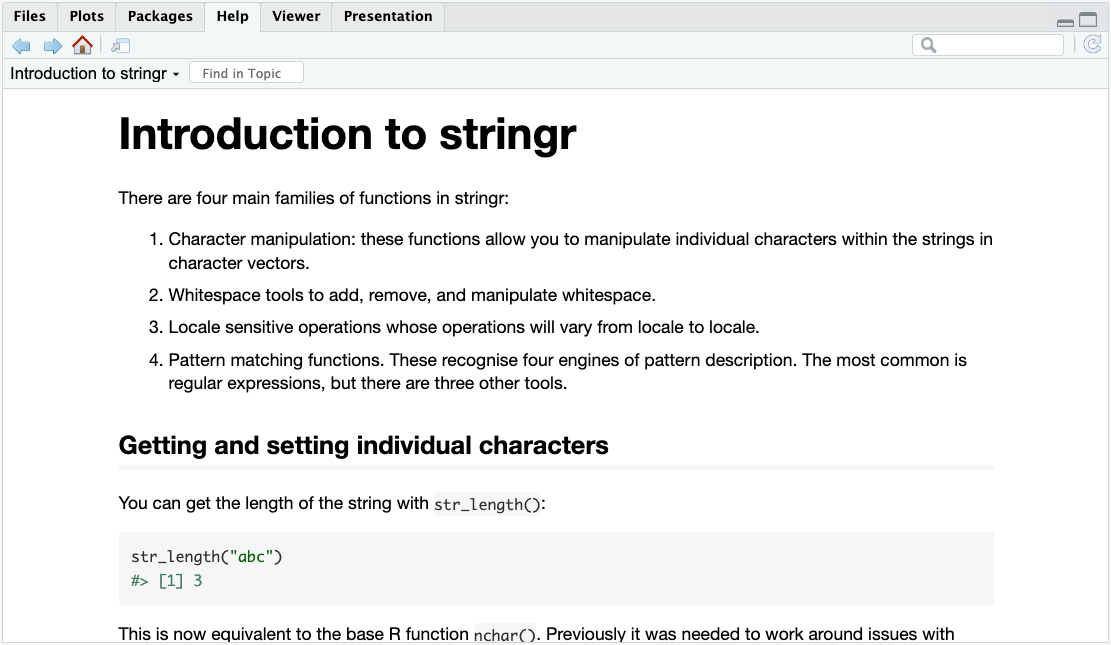 Files Plots Packages Help Viewer Presentation
Introduction to stringr Find in Topic
Introduction to stringr
There are four main families of functions in stringr:
1. Character manipulation: these functions allow you to manipulate individual characters within the strings in
character vectors.
2. Whitespace tools to add, remove, and manipulate whitespace.
3. Locale sensitive operations whose operations will vary from locale to locale.
4. Pattern matching functions. These recognise four engines of pattern description. The most common is
regular expressions, but there are three other tools.
Getting and setting individual characters
You can get the length of the string with str_length():
str_length("abc")
#> [1] 3
This is now equivalent to the base R function nchar(). Previously it was needed to work around issues with